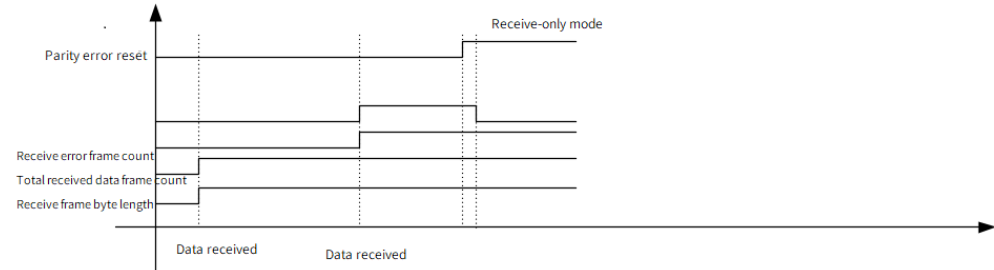 Receive-only mode
Parity error reset
Receive error frame count
Total received data frame count
Receive frame byte length
Data received
Data received